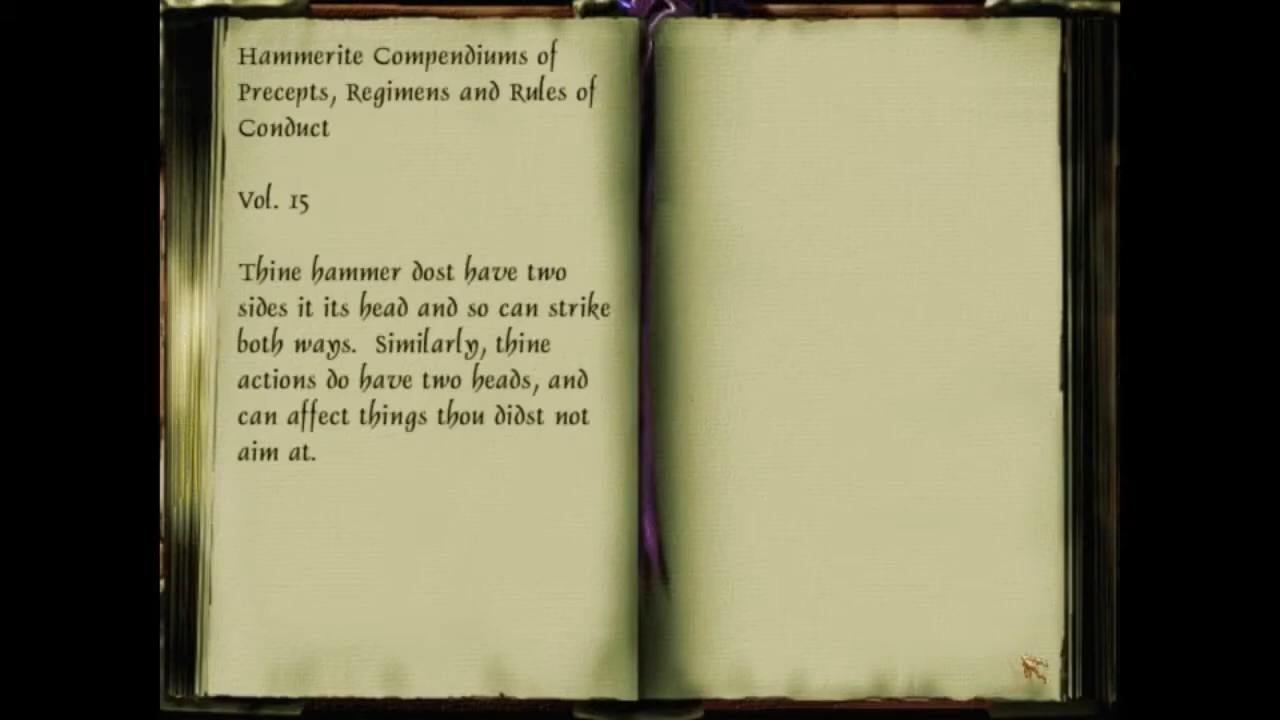 Hammerite Compendiums of
Precepts, Regimens and Rules of
Conduct
Vol. 15
Thine hammer dost have two
sides it its head and so can strike
both ways. Similarly, thine
actions do have two heads, and
can affect things thou didst not
aim at.